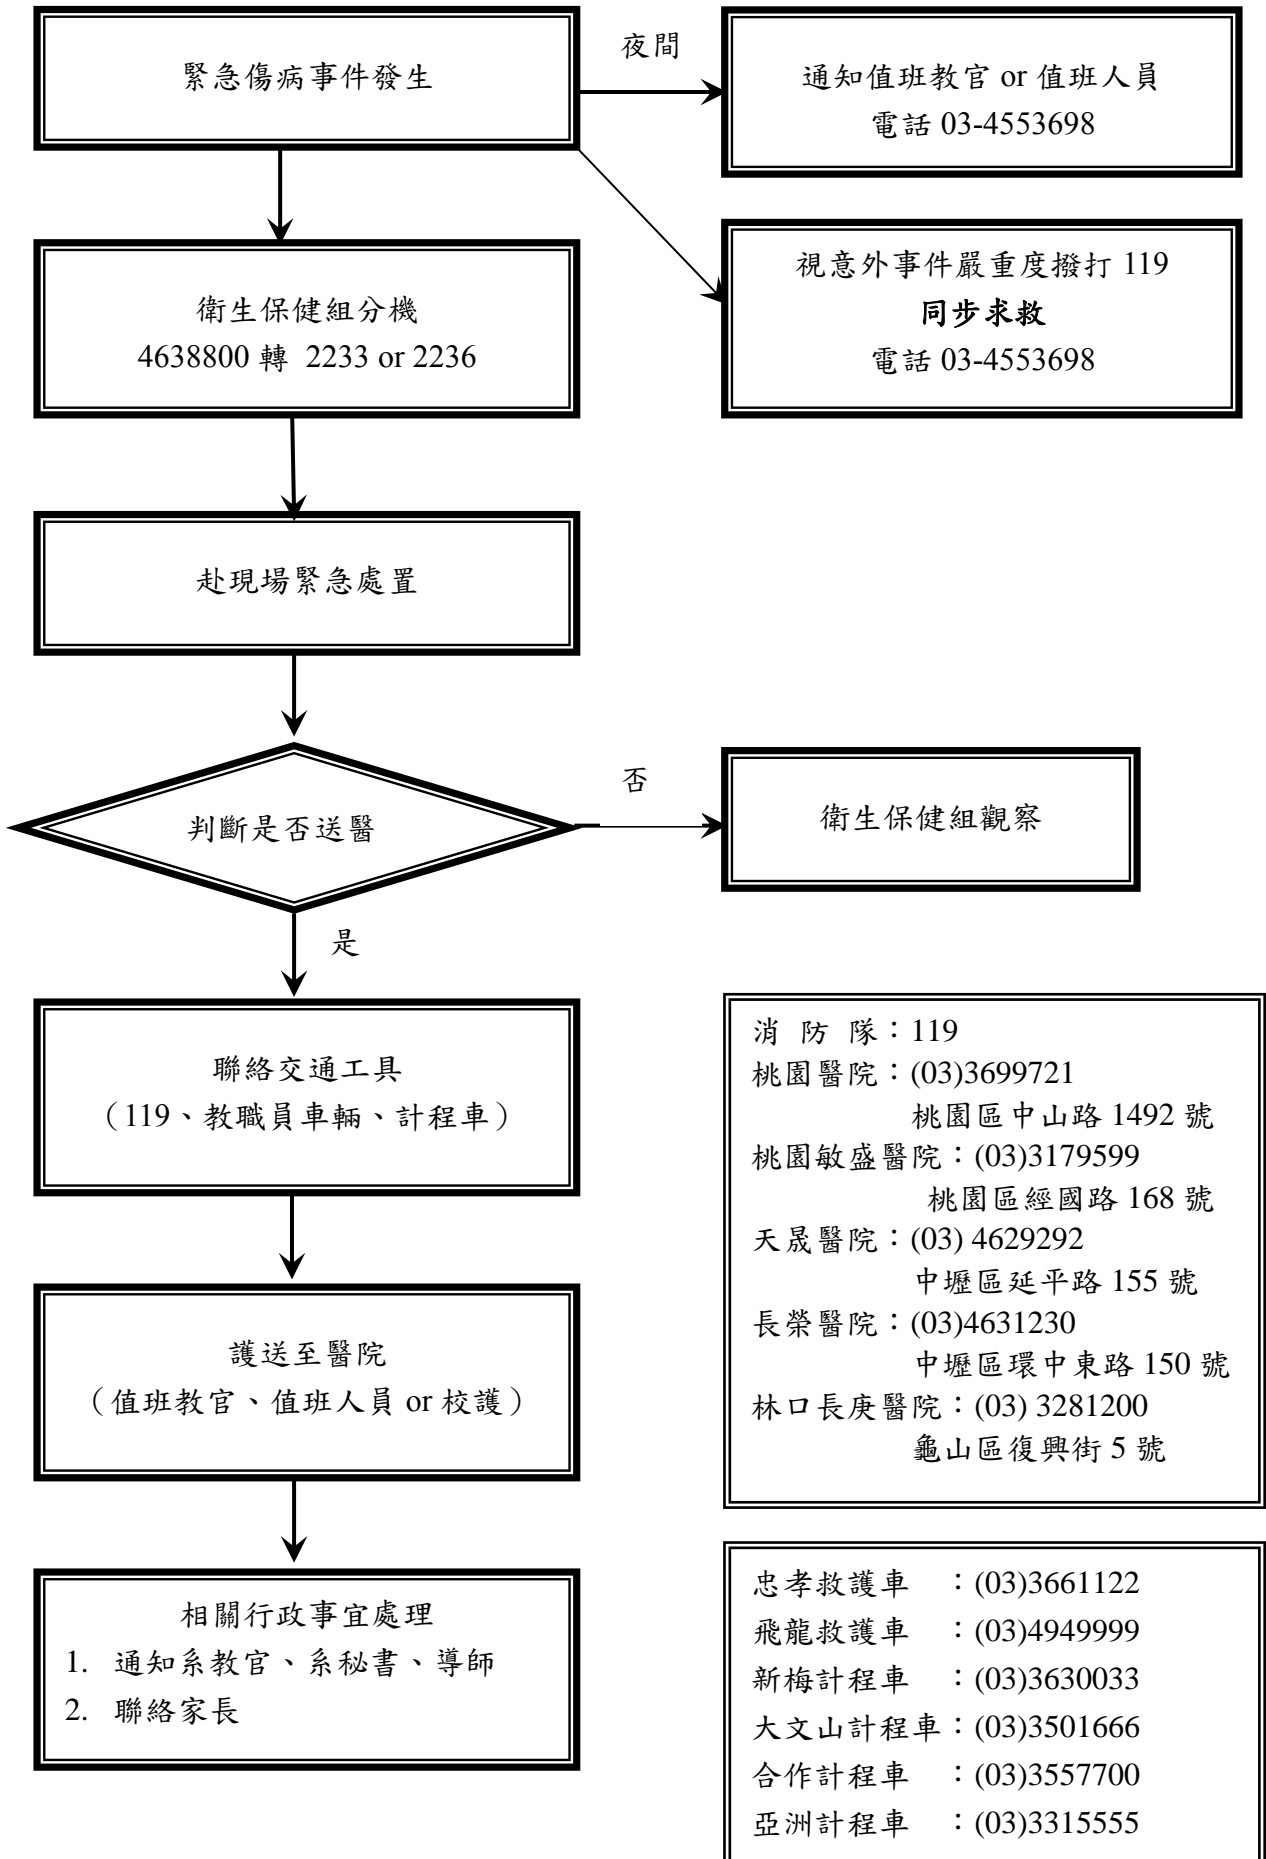 緊急傷病事件發生
夜間
通知值班教官 or 值班人員
電話 03-4553698
視意外事件嚴重度撥打 119
同步求救
電話 03-4553698
衛生保健組分機
4638800 轉 2233 or 2236
赴現場緊急處置
判斷是否送醫
否
衛生保健組觀察
是
聯絡交通工具
（119、教職員車輛、計程車）
護送至醫院
（值班教官、值班人員 or 校護）
相關行政事宜處理
1. 通知系教官、系秘書、導師
2. 聯絡家長
消 防 隊：119
桃園醫院：(03)3699721
桃園區中山路 1492 號
桃園敏盛醫院：(03)3179599
桃園區經國路 168 號
天晟醫院：(03) 4629292
中壢區延平路 155 號
長榮醫院：(03)4631230
中壢區環中東路 150 號
林口長庚醫院：(03) 3281200
龜山區復興街 5 號
忠孝救護車 ：(03)3661122
飛龍救護車 ：(03)4949999
新梅計程車 ：(03)3630033
大文山計程車：(03)3501666
合作計程車 ：(03)3557700
亞洲計程車 ：(03)3315555